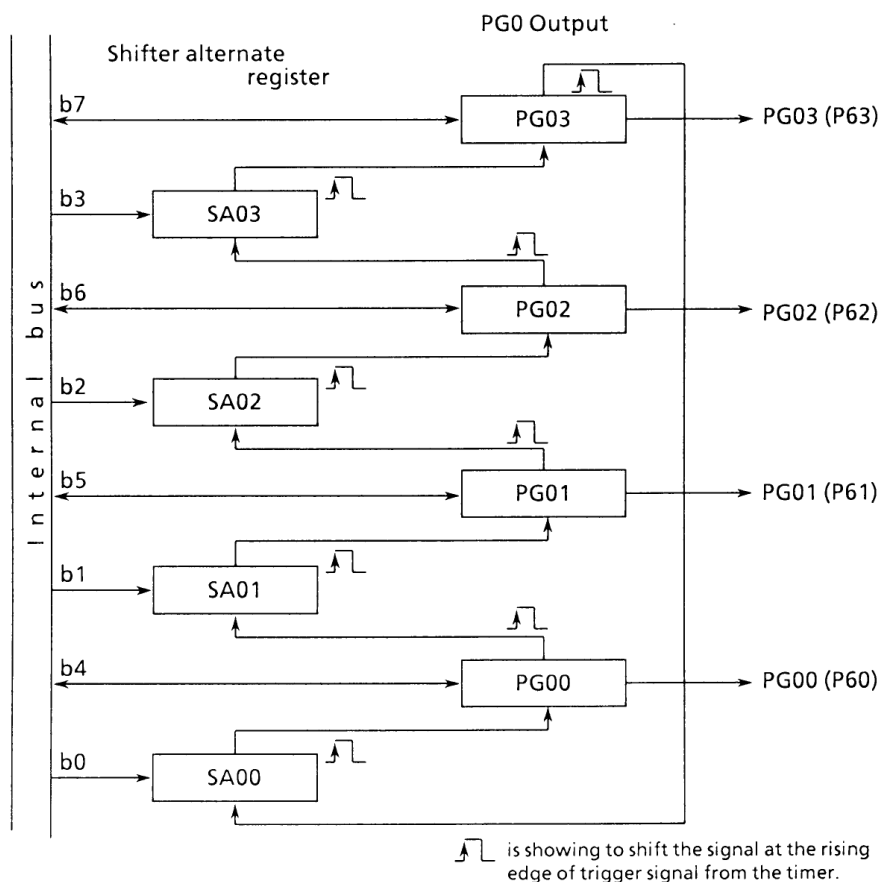 PG0 Output
Shifter alternate
register
b7
PG03
PG03 (P63)
b3
SA03
b6
PG02
PG02 (P62)
b2
SA02
b5
PG01
PG01 (P61)
b1
SA01
b4
PG00
PG00 (P60)
b0
SA00
Internal bus
is showing to shift the signal at the rising
edge of trigger signal from the timer.